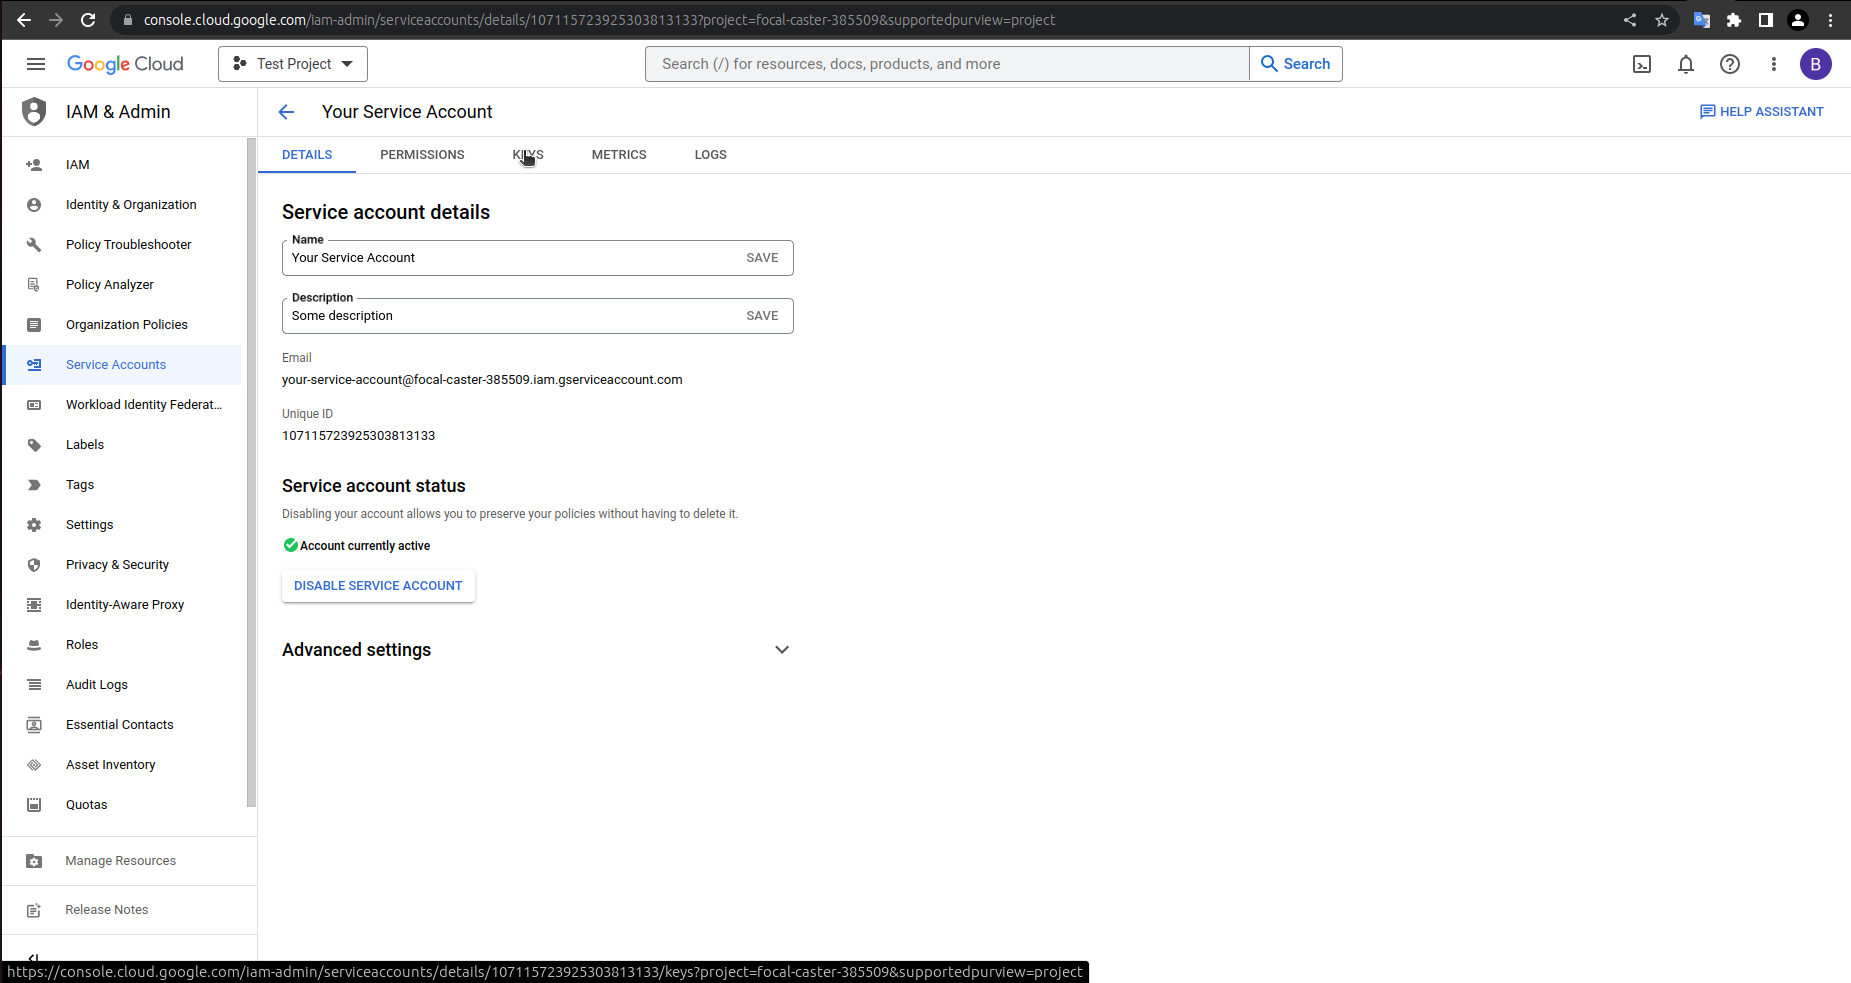 console.cloud.google.com/iam-admin/serviceaccounts/details/107115723925303813133?project=focal-caster-385509&supportedpurview=project
Google Cloud
Test Project
Search (/) for resources, docs, products, and more
Search
B
IAM & Admin
Your Service Account
HELP ASSISTANT
DETAILS
PERMISSIONS
KEYS
METRICS
LOGS
IAM
Identity & Organization
Policy Troubleshooter
Policy Analyzer
Organization Policies
Service Accounts
Workload Identity Federat...
Labels
Tags
Settings
Privacy & Security
Identity-Aware Proxy
Roles
Audit Logs
Essential Contacts
Asset Inventory
Quotas
Manage Resources
Release Notes
Service account details
Name
Your Service Account
SAVE
Description
Some description
SAVE
Email
your-service-account@focal-caster-385509.iam.gserviceaccount.com
Unique ID
107115723925303813133
Service account status
Disabling your account allows you to preserve your policies without having to delete it.
Account currently active
DISABLE SERVICE ACCOUNT
Advanced settings
https://console.cloud.google.com/iam-admin/serviceaccounts/details/107115723925303813133/keys?project=focal-caster-385509&supportedpurview=project